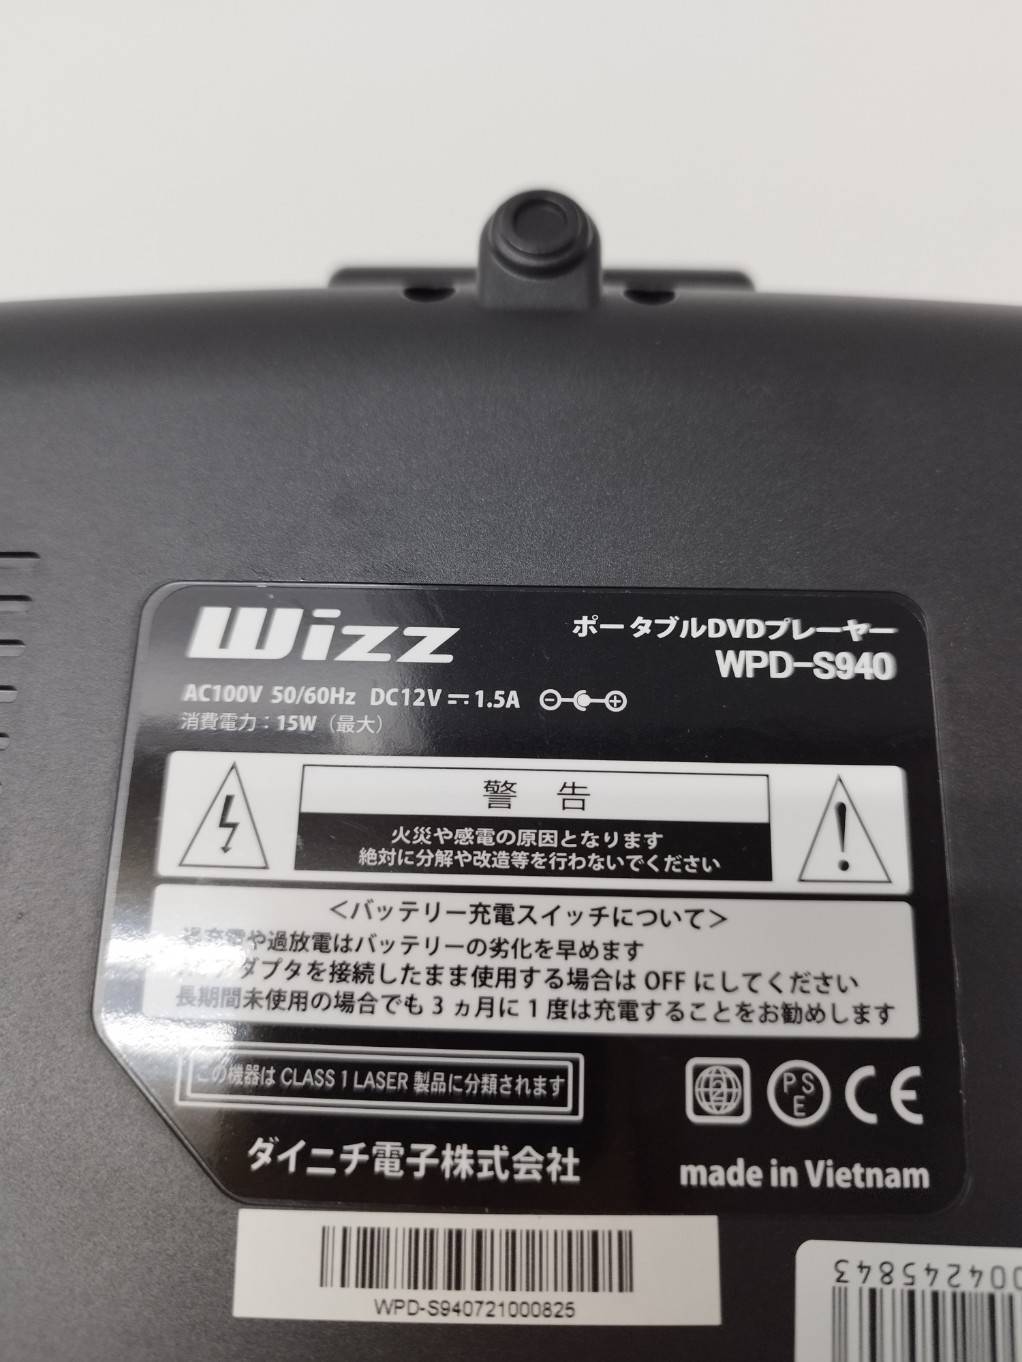 Wizz
ポータブルDVDプレーヤー
WPD-S940
AC100V 50/60Hz DC12V 1.5A
消費電力：15W（最大）
警 告
火災や感電の原因となります
絶対に分解や改造等を行わないでください
＜バッテリー充電スイッチについて＞
過充電や過放電はバッテリーの劣化を早めます
アダプタを接続したまま使用する場合は OFF にしてください
長期間未使用の場合でも 3 ヵ月に 1 度は充電することをお勧めします
この機器は CLASS 1 LASER 製品に分類されます
2
PSE
CE
ダイニチ電子株式会社
made in Vietnam
WPD-S940721000825
004245843